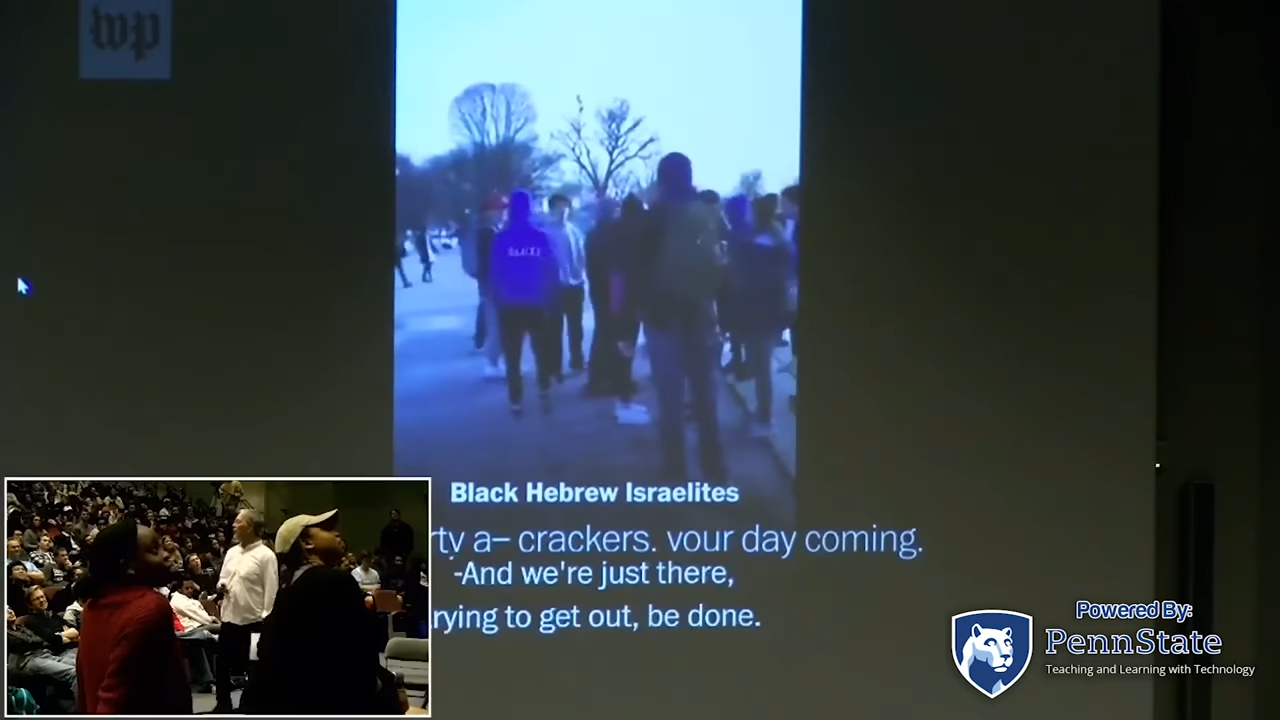 wp
Black Hebrew Israelites
a– crackers. your day coming.
-And we're just there,
rying to get out, be done.
Powered By:
PennState
Teaching and Learning with Technology